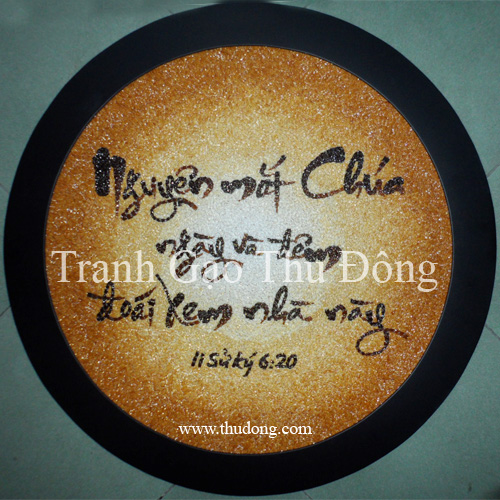 Nguyện mắt Chúa
ngày và đêm
Tranh Gạo Thu Đông
đoái xem nhà này
II Sử ký 6:20
www.thudong.com